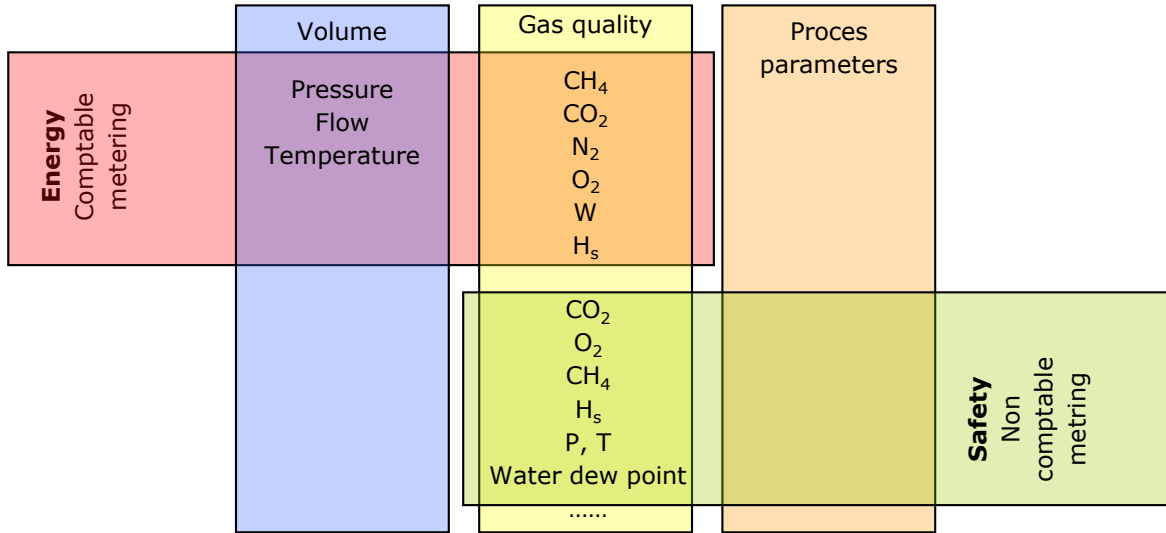 Volume
Gas quality
Proces
parameters
Energy
Comptable
metering
Pressure
Flow
Temperature
CH₄
CO₂
N₂
O₂
W
Hₛ
CO₂
O₂
CH₄
Hₛ
P, T
Water dew point
......
Safety
Non
comptable
metring